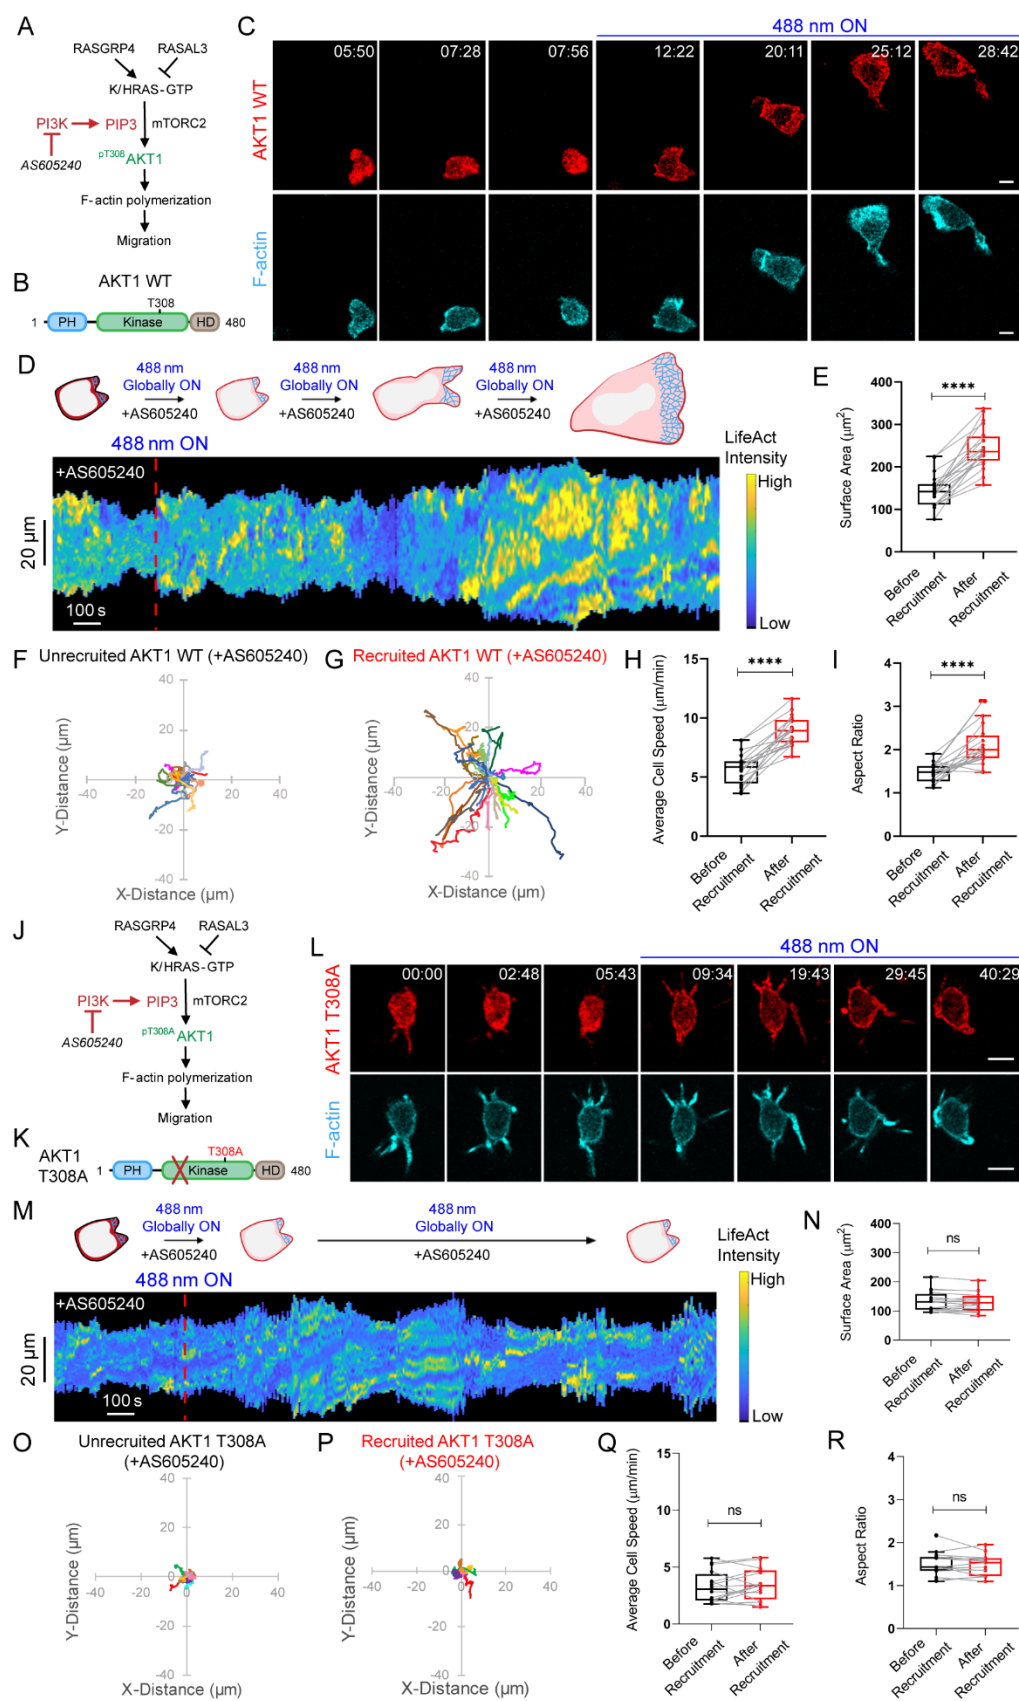 A
RASGRP4 RASAL3
K/HRAS-GTP
PI3K PIP3 mTORC2
AS605240
pT308AKT1
F-actin polymerization
Migration
B
AKT1 WT
T308
1 PH Kinase HD 480
C
488 nm ON
05:50 07:28 07:56 12:22 20:11 25:12 28:42
AKT1 WT
F-actin
D
488 nm 488 nm 488 nm
Globally ON Globally ON Globally ON
+AS605240 +AS605240 +AS605240
488 nm ON
+AS605240
20 µm
100 s
LifeAct
Intensity
High
Low
E
Surface Area (µm²)
400
300
200
100
0
****
Before
Recruitment
After
Recruitment
F Unrecruited AKT1 WT (+AS605240)
Y-Distance (µm)
40
20
-40 -20 20 40
-20
-40
X-Distance (µm)
G Recruited AKT1 WT (+AS605240)
Y-Distance (µm)
40
20
-40 -20 20 40
-20
-40
X-Distance (µm)
H
Average Cell Speed (µm/min)
15
10
5
0
****
Before
Recruitment
After
Recruitment
I
Aspect Ratio
4
3
2
1
0
****
Before
Recruitment
After
Recruitment
J
RASGRP4 RASAL3
K/HRAS-GTP
PI3K PIP3 mTORC2
AS605240
pT308AAKT1
F-actin polymerization
Migration
K
AKT1
T308A
T308A
1 PH Kinase HD 480
L
488 nm ON
00:00 02:48 05:43 09:34 19:43 29:45 40:29
AKT1 T308A
F-actin
M
488 nm 488 nm
Globally ON Globally ON
+AS605240 +AS605240
488 nm ON
+AS605240
20 µm
100 s
LifeAct
Intensity
High
Low
N
Surface Area (µm²)
400
300
200
100
0
ns
Before
Recruitment
After
Recruitment
O Unrecruited AKT1 T308A
(+AS605240)
Y-Distance (µm)
40
20
-40 -20 0 20 40
-20
-40
X-Distance (µm)
P Recruited AKT1 T308A
(+AS605240)
Y-Distance (µm)
40
20
-40 -20 0 20 40
-20
-40
X-Distance (µm)
Q
Average Cell Speed (µm/min)
15
10
5
0
ns
Before
Recruitment
After
Recruitment
R
Aspect Ratio
4
3
2
1
0
ns
Before
Recruitment
After
Recruitment